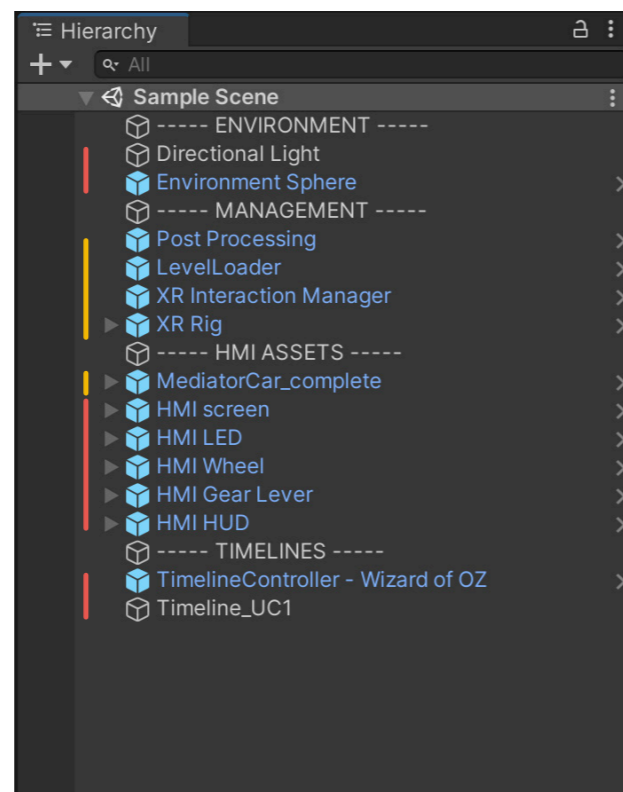 Hierarchy
All
Sample Scene
----- ENVIRONMENT -----
Directional Light
Environment Sphere
----- MANAGEMENT -----
Post Processing
LevelLoader
XR Interaction Manager
XR Rig
----- HMI ASSETS -----
MediatorCar_complete
HMI screen
HMI LED
HMI Wheel
HMI Gear Lever
HMI HUD
----- TIMELINES -----
TimelineController - Wizard of OZ
Timeline_UC1